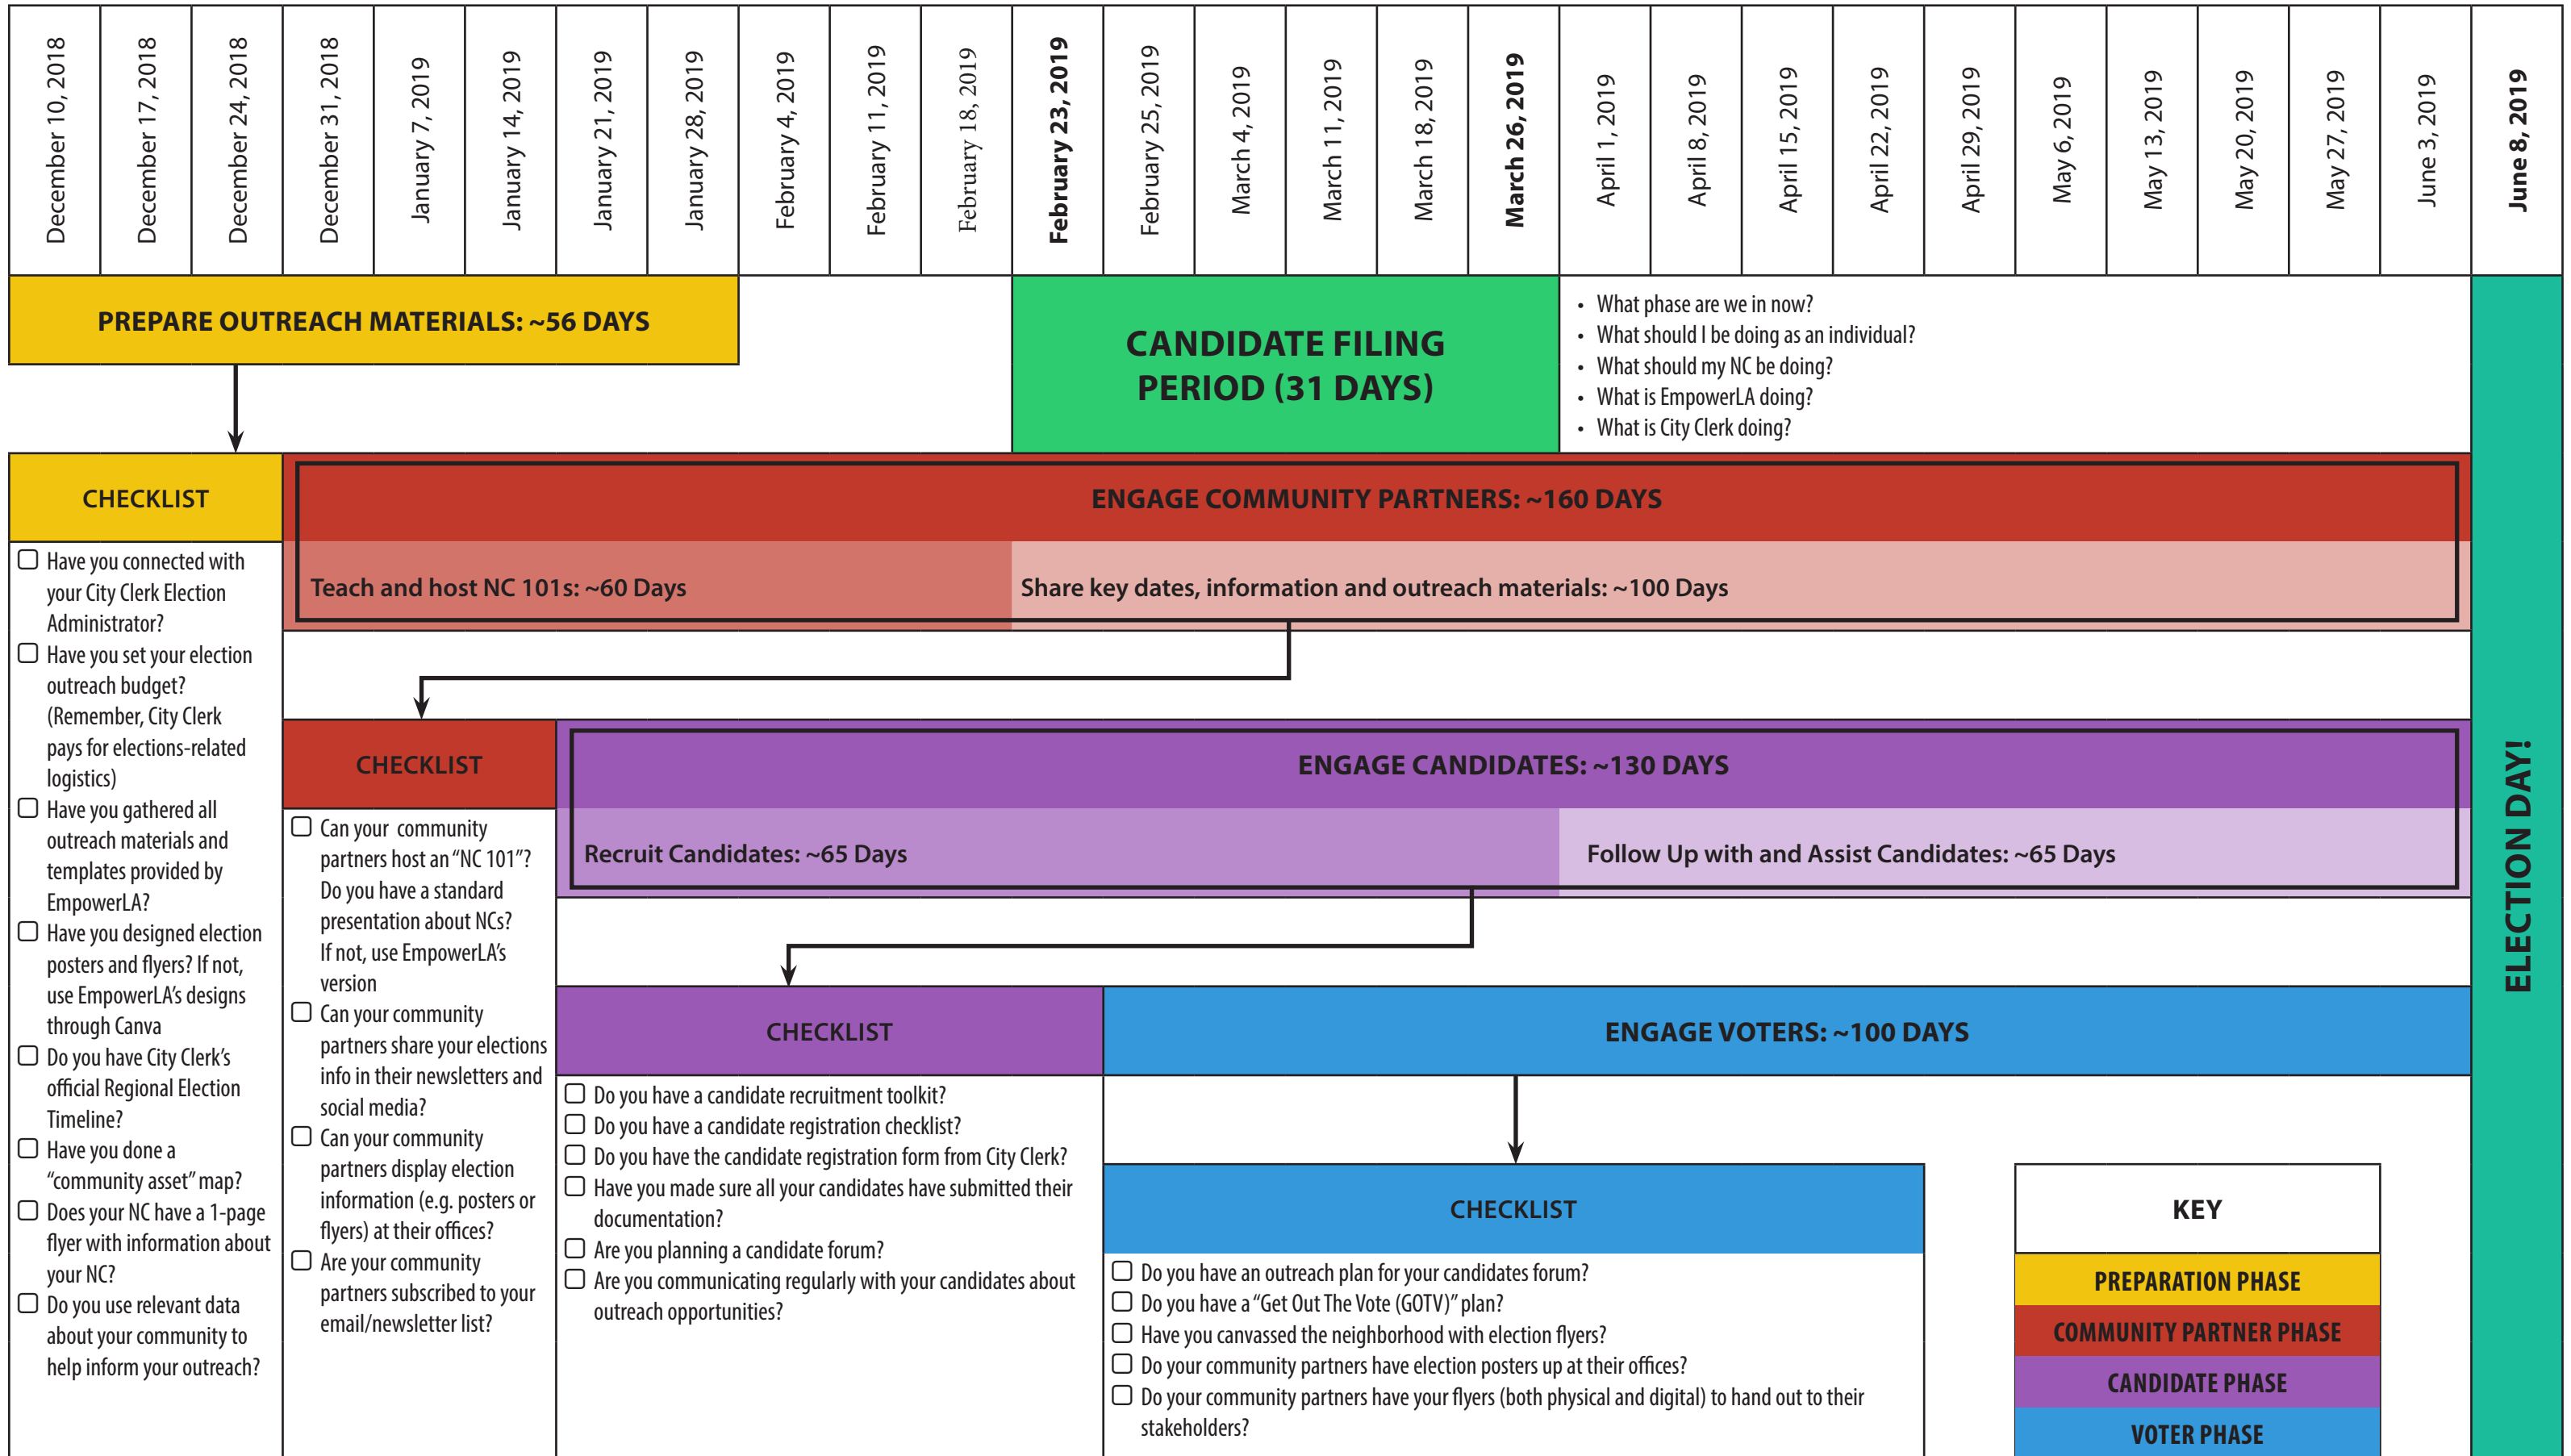 December 10, 2018
December 17, 2018
December 24, 2018
December 31, 2018
January 7, 2019
January 14, 2019
January 21, 2019
January 28, 2019
February 4, 2019
February 11, 2019
February 18, 2019
February 23, 2019
February 25, 2019
March 4, 2019
March 11, 2019
March 18, 2019
March 26, 2019
April 1, 2019
April 8, 2019
April 15, 2019
April 22, 2019
April 29, 2019
May 6, 2019
May 13, 2019
May 20, 2019
May 27, 2019
June 3, 2019
June 8, 2019
PREPARE OUTREACH MATERIALS: ~56 DAYS
CANDIDATE FILING
PERIOD (31 DAYS)
• What phase are we in now?
• What should I be doing as an individual?
• What should my NC be doing?
• What is EmpowerLA doing?
• What is City Clerk doing?
CHECKLIST
Have you connected with
your City Clerk Election
Administrator?
Have you set your election
outreach budget?
(Remember, City Clerk
pays for elections-related
logistics)
Have you gathered all
outreach materials and
templates provided by
EmpowerLA?
Have you designed election
posters and flyers? If not,
use EmpowerLA's designs
through Canva
Do you have City Clerk's
official Regional Election
Timeline?
Have you done a
"community asset" map?
Does your NC have a 1-page
flyer with information about
your NC?
Do you use relevant data
about your community to
help inform your outreach?
ENGAGE COMMUNITY PARTNERS: ~160 DAYS
Teach and host NC 101s: ~60 Days
Share key dates, information and outreach materials: ~100 Days
CHECKLIST
Can your community
partners host an "NC 101"?
Do you have a standard
presentation about NCs?
If not, use EmpowerLA's
version
Can your community
partners share your elections
info in their newsletters and
social media?
Can your community
partners display election
information (e.g. posters or
flyers) at their offices?
Are your community
partners subscribed to your
email/newsletter list?
ENGAGE CANDIDATES: ~130 DAYS
Recruit Candidates: ~65 Days
Follow Up with and Assist Candidates: ~65 Days
CHECKLIST
Do you have a candidate recruitment toolkit?
Do you have a candidate registration checklist?
Do you have the candidate registration form from City Clerk?
Have you made sure all your candidates have submitted their
documentation?
Are you planning a candidate forum?
Are you communicating regularly with your candidates about
outreach opportunities?
ENGAGE VOTERS: ~100 DAYS
CHECKLIST
Do you have an outreach plan for your candidates forum?
Do you have a "Get Out The Vote (GOTV)" plan?
Have you canvassed the neighborhood with election flyers?
Do your community partners have election posters up at their offices?
Do your community partners have your flyers (both physical and digital) to hand out to their
stakeholders?
KEY
PREPARATION PHASE
COMMUNITY PARTNER PHASE
CANDIDATE PHASE
VOTER PHASE
ELECTION DAY!